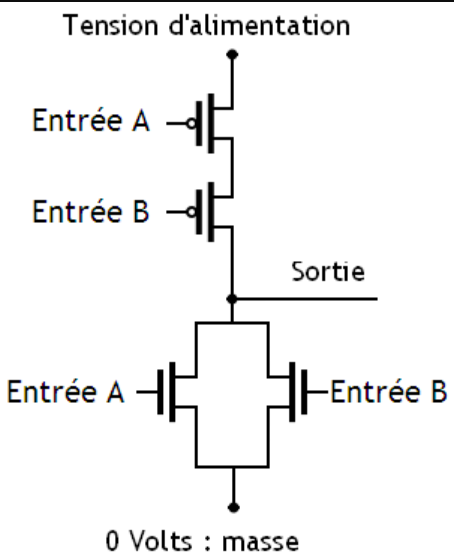 Tension d'alimentation
Entrée A
Entrée B
Sortie
Entrée A
Entrée B
0 Volts : masse